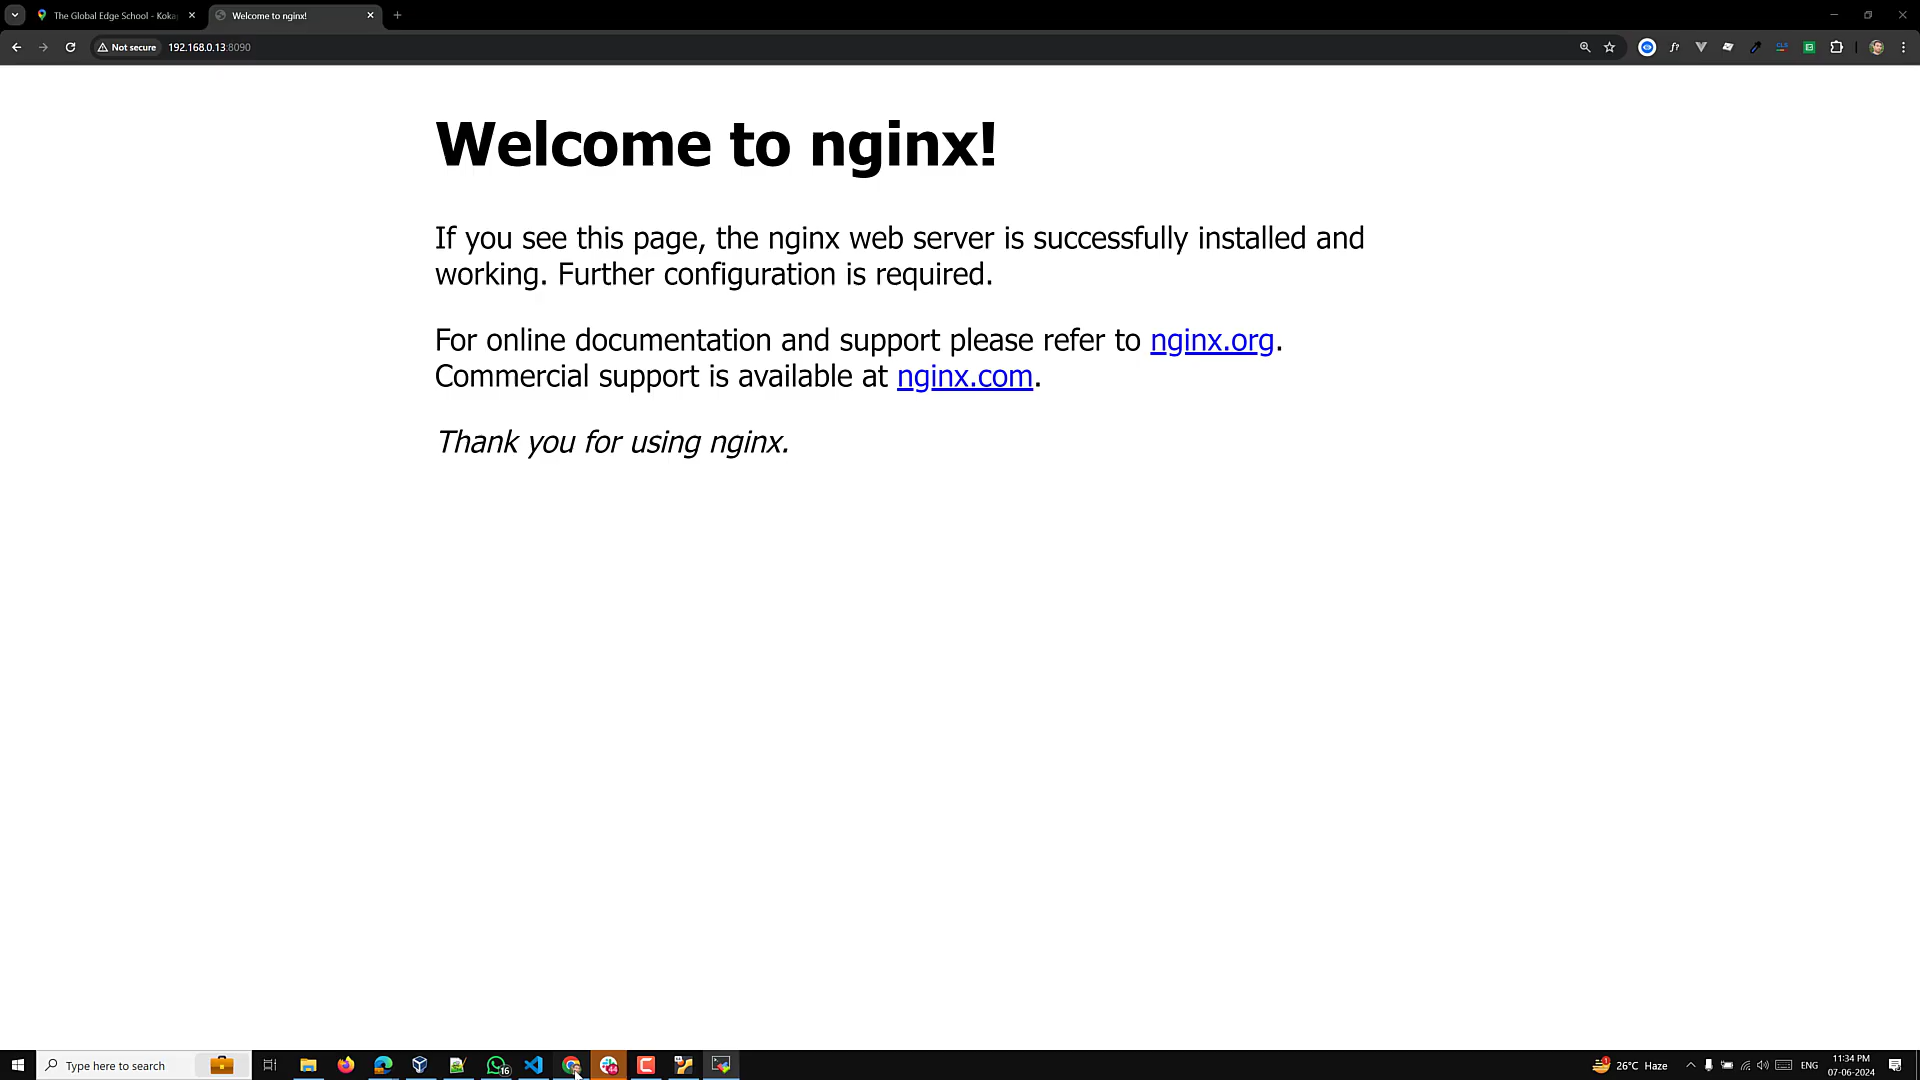 The Global Edge School - Koka
Welcome to nginx!
Not secure
192.168.0.13:8090
Welcome to nginx!
If you see this page, the nginx web server is successfully installed and
working. Further configuration is required.
For online documentation and support please refer to nginx.org.
Commercial support is available at nginx.com.
Thank you for using nginx.
Type here to search
16
44
26°C Haze
ENG
11:34 PM
07-06-2024